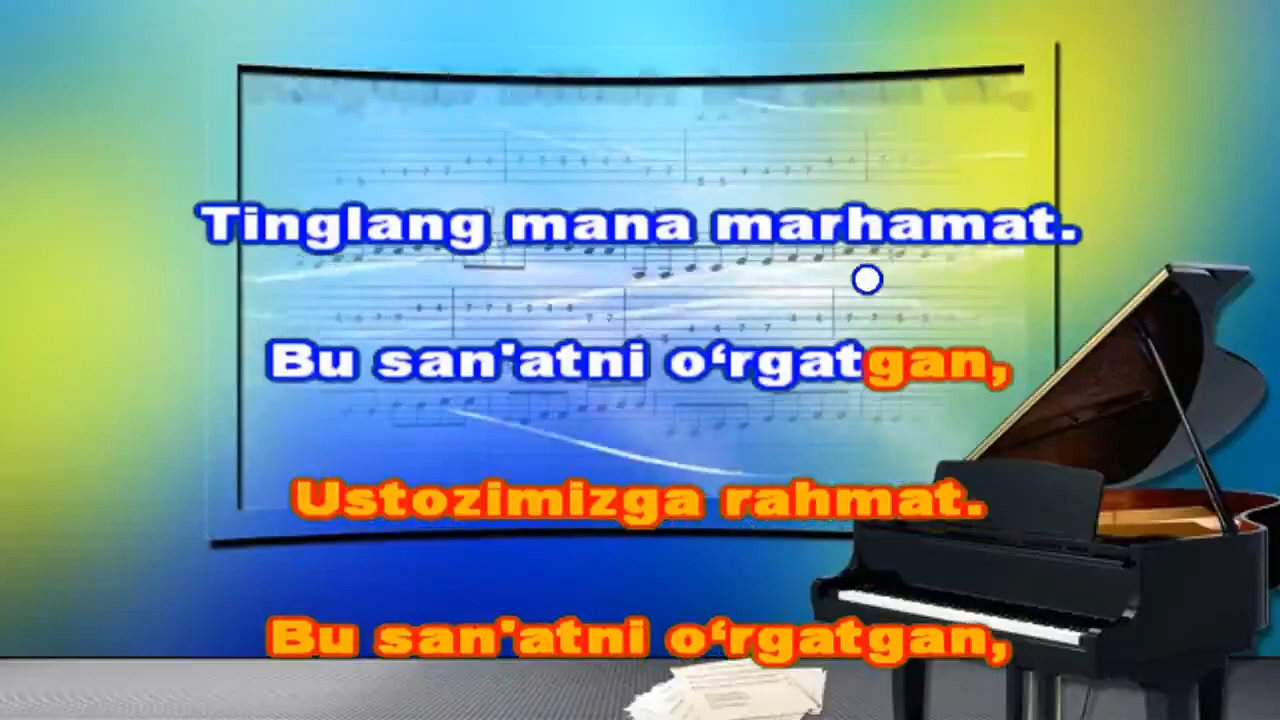 Tinglang mana marhamat.
Bu san'atni o‘rgatgan,
Ustozimizga rahmat.
Bu san'atni o‘rgatgan,